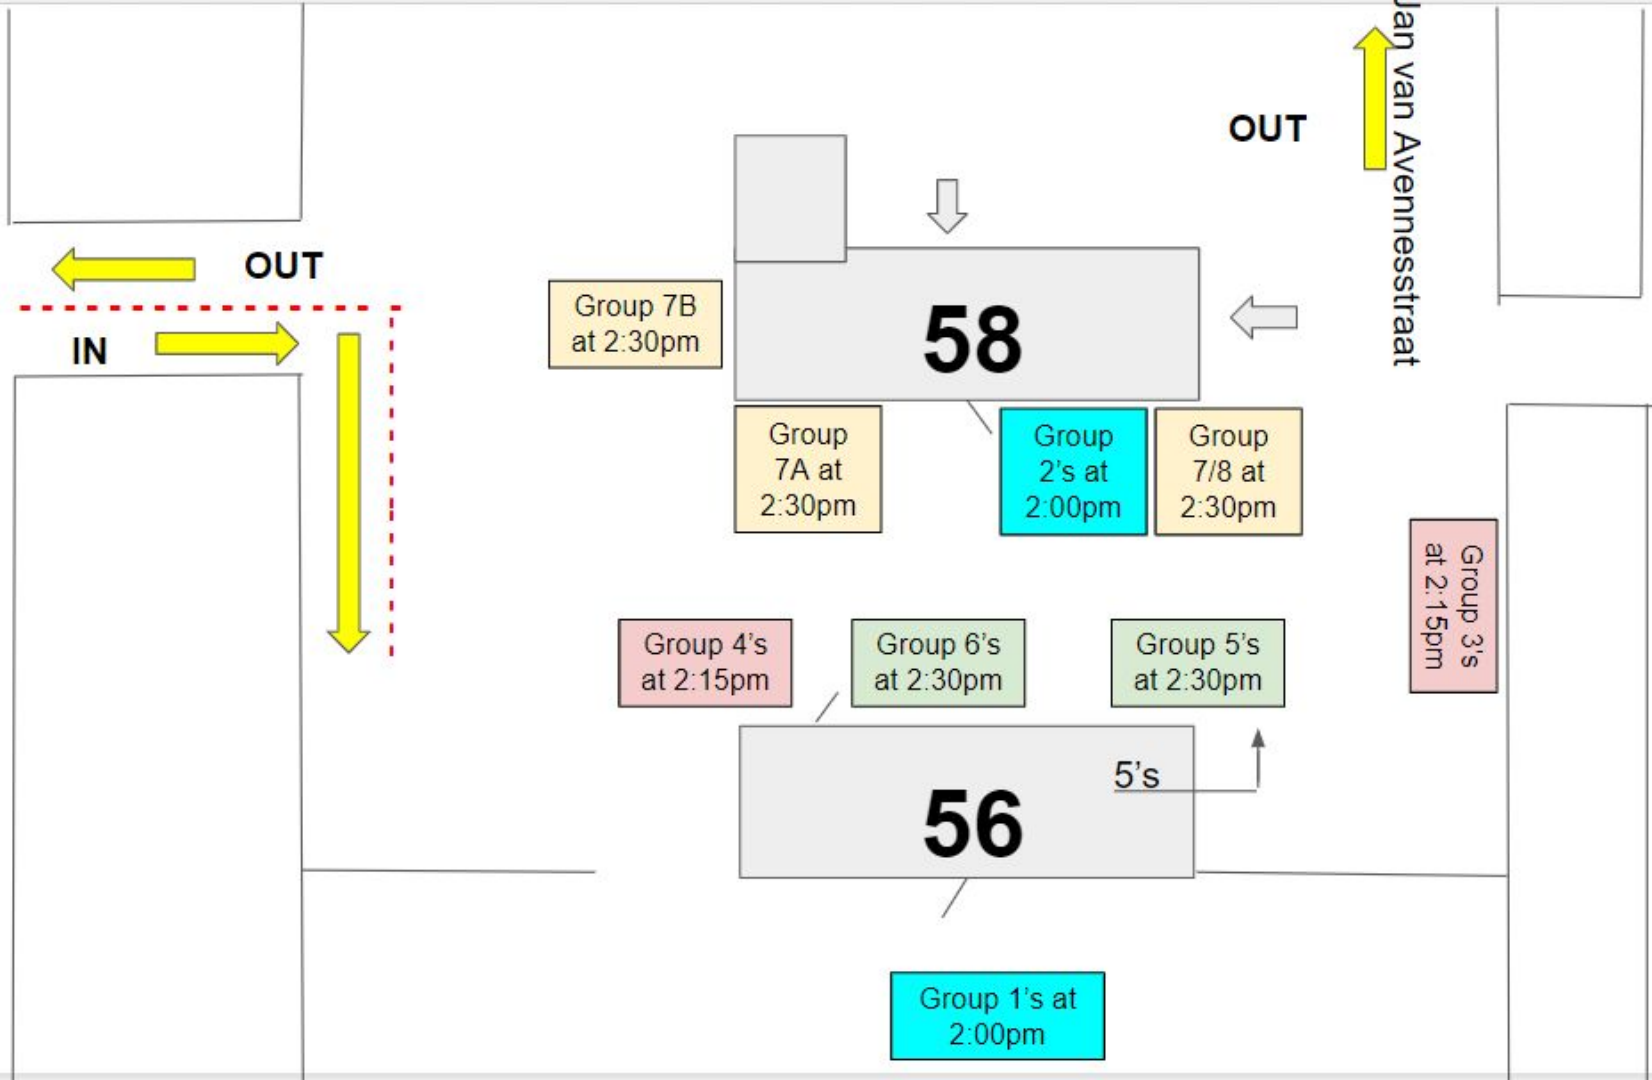 Jan van Avennesstraat
OUT
OUT
IN
Group 7B
at 2:30pm
58
Group
7A at
2:30pm
Group
2’s at
2:00pm
Group
7/8 at
2:30pm
Group 3's
at 2:15pm
Group 4’s
at 2:15pm
Group 6’s
at 2:30pm
Group 5’s
at 2:30pm
5’s
56
Group 1’s at
2:00pm